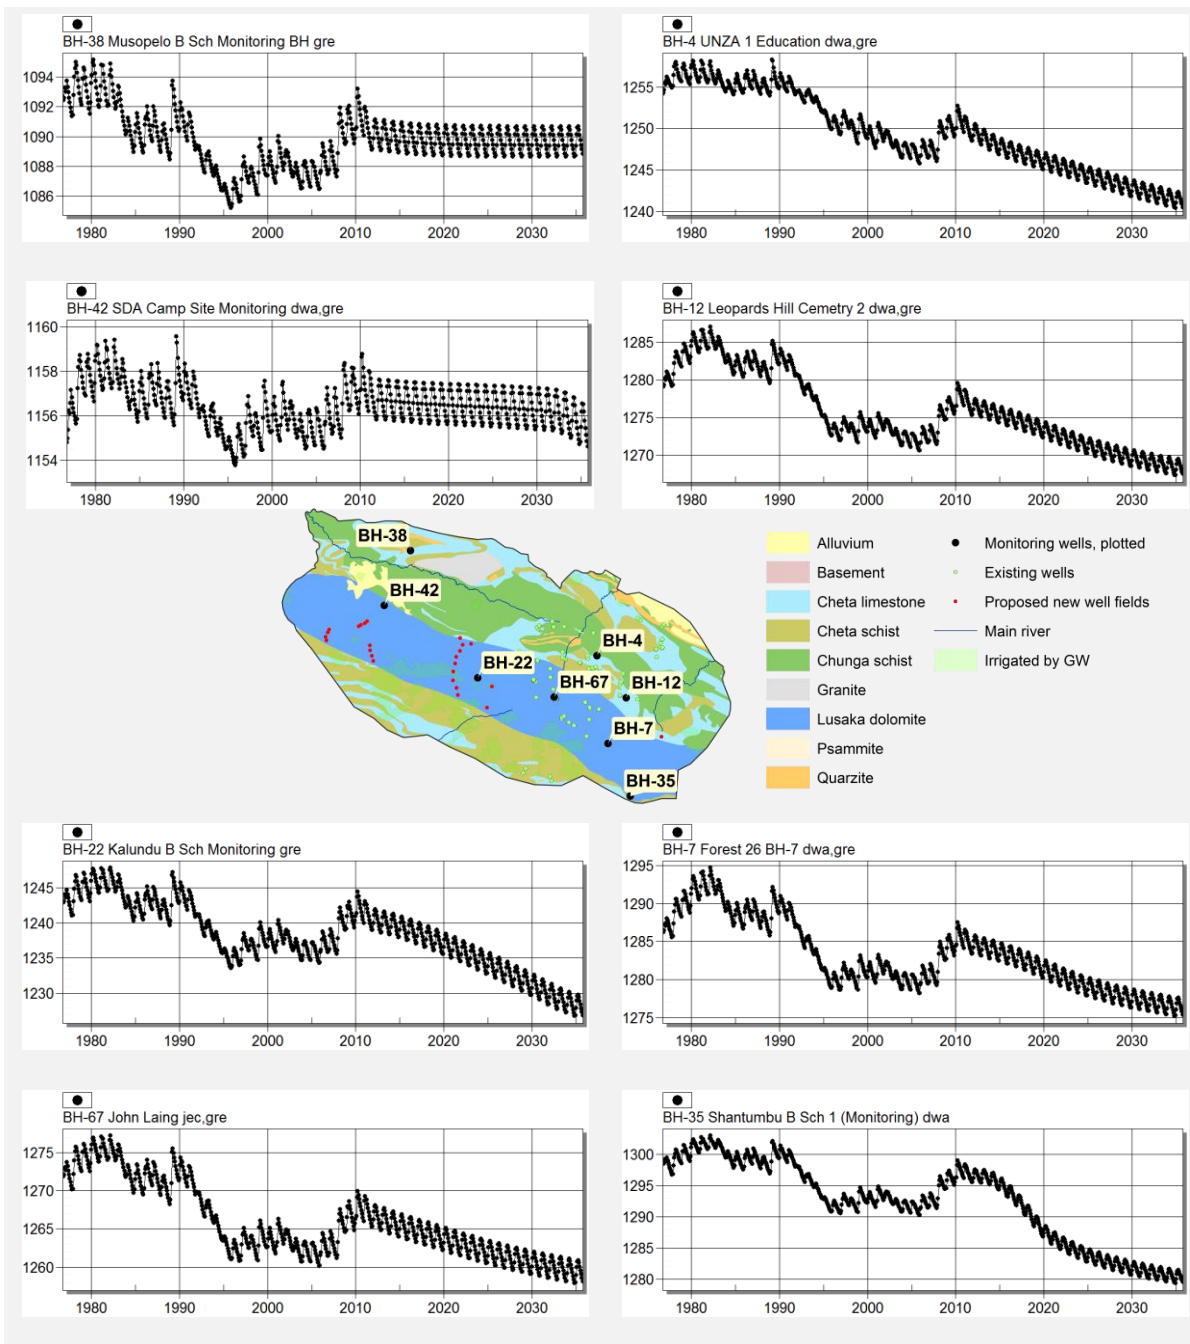 BH-38 Musopelo B Sch Monitoring BH gre
1094
1092
1090
1088
1086
1980 1990 2000 2010 2020 2030
BH-4 UNZA 1 Education dwa,gre
1255
1250
1245
1240
1980 1990 2000 2010 2020 2030
BH-42 SDA Camp Site Monitoring dwa,gre
1160
1158
1156
1154
1980 1990 2000 2010 2020 2030
BH-12 Leopards Hill Cemetry 2 dwa,gre
1285
1280
1275
1270
1980 1990 2000 2010 2020 2030
BH-38
BH-42
BH-4
BH-22
BH-67
BH-12
BH-7
BH-35
Alluvium
Basement
Cheta limestone
Cheta schist
Chunga schist
Granite
Lusaka dolomite
Psammite
Quarzite
Monitoring wells, plotted
Existing wells
Proposed new well fields
Main river
Irrigated by GW
BH-22 Kalundu B Sch Monitoring gre
1245
1240
1235
1230
1980 1990 2000 2010 2020 2030
BH-7 Forest 26 BH-7 dwa,gre
1295
1290
1285
1280
1275
1980 1990 2000 2010 2020 2030
BH-67 John Laing jec,gre
1275
1270
1265
1260
1980 1990 2000 2010 2020 2030
BH-35 Shantumbu B Sch 1 (Monitoring) dwa
1300
1295
1290
1285
1280
1980 1990 2000 2010 2020 2030